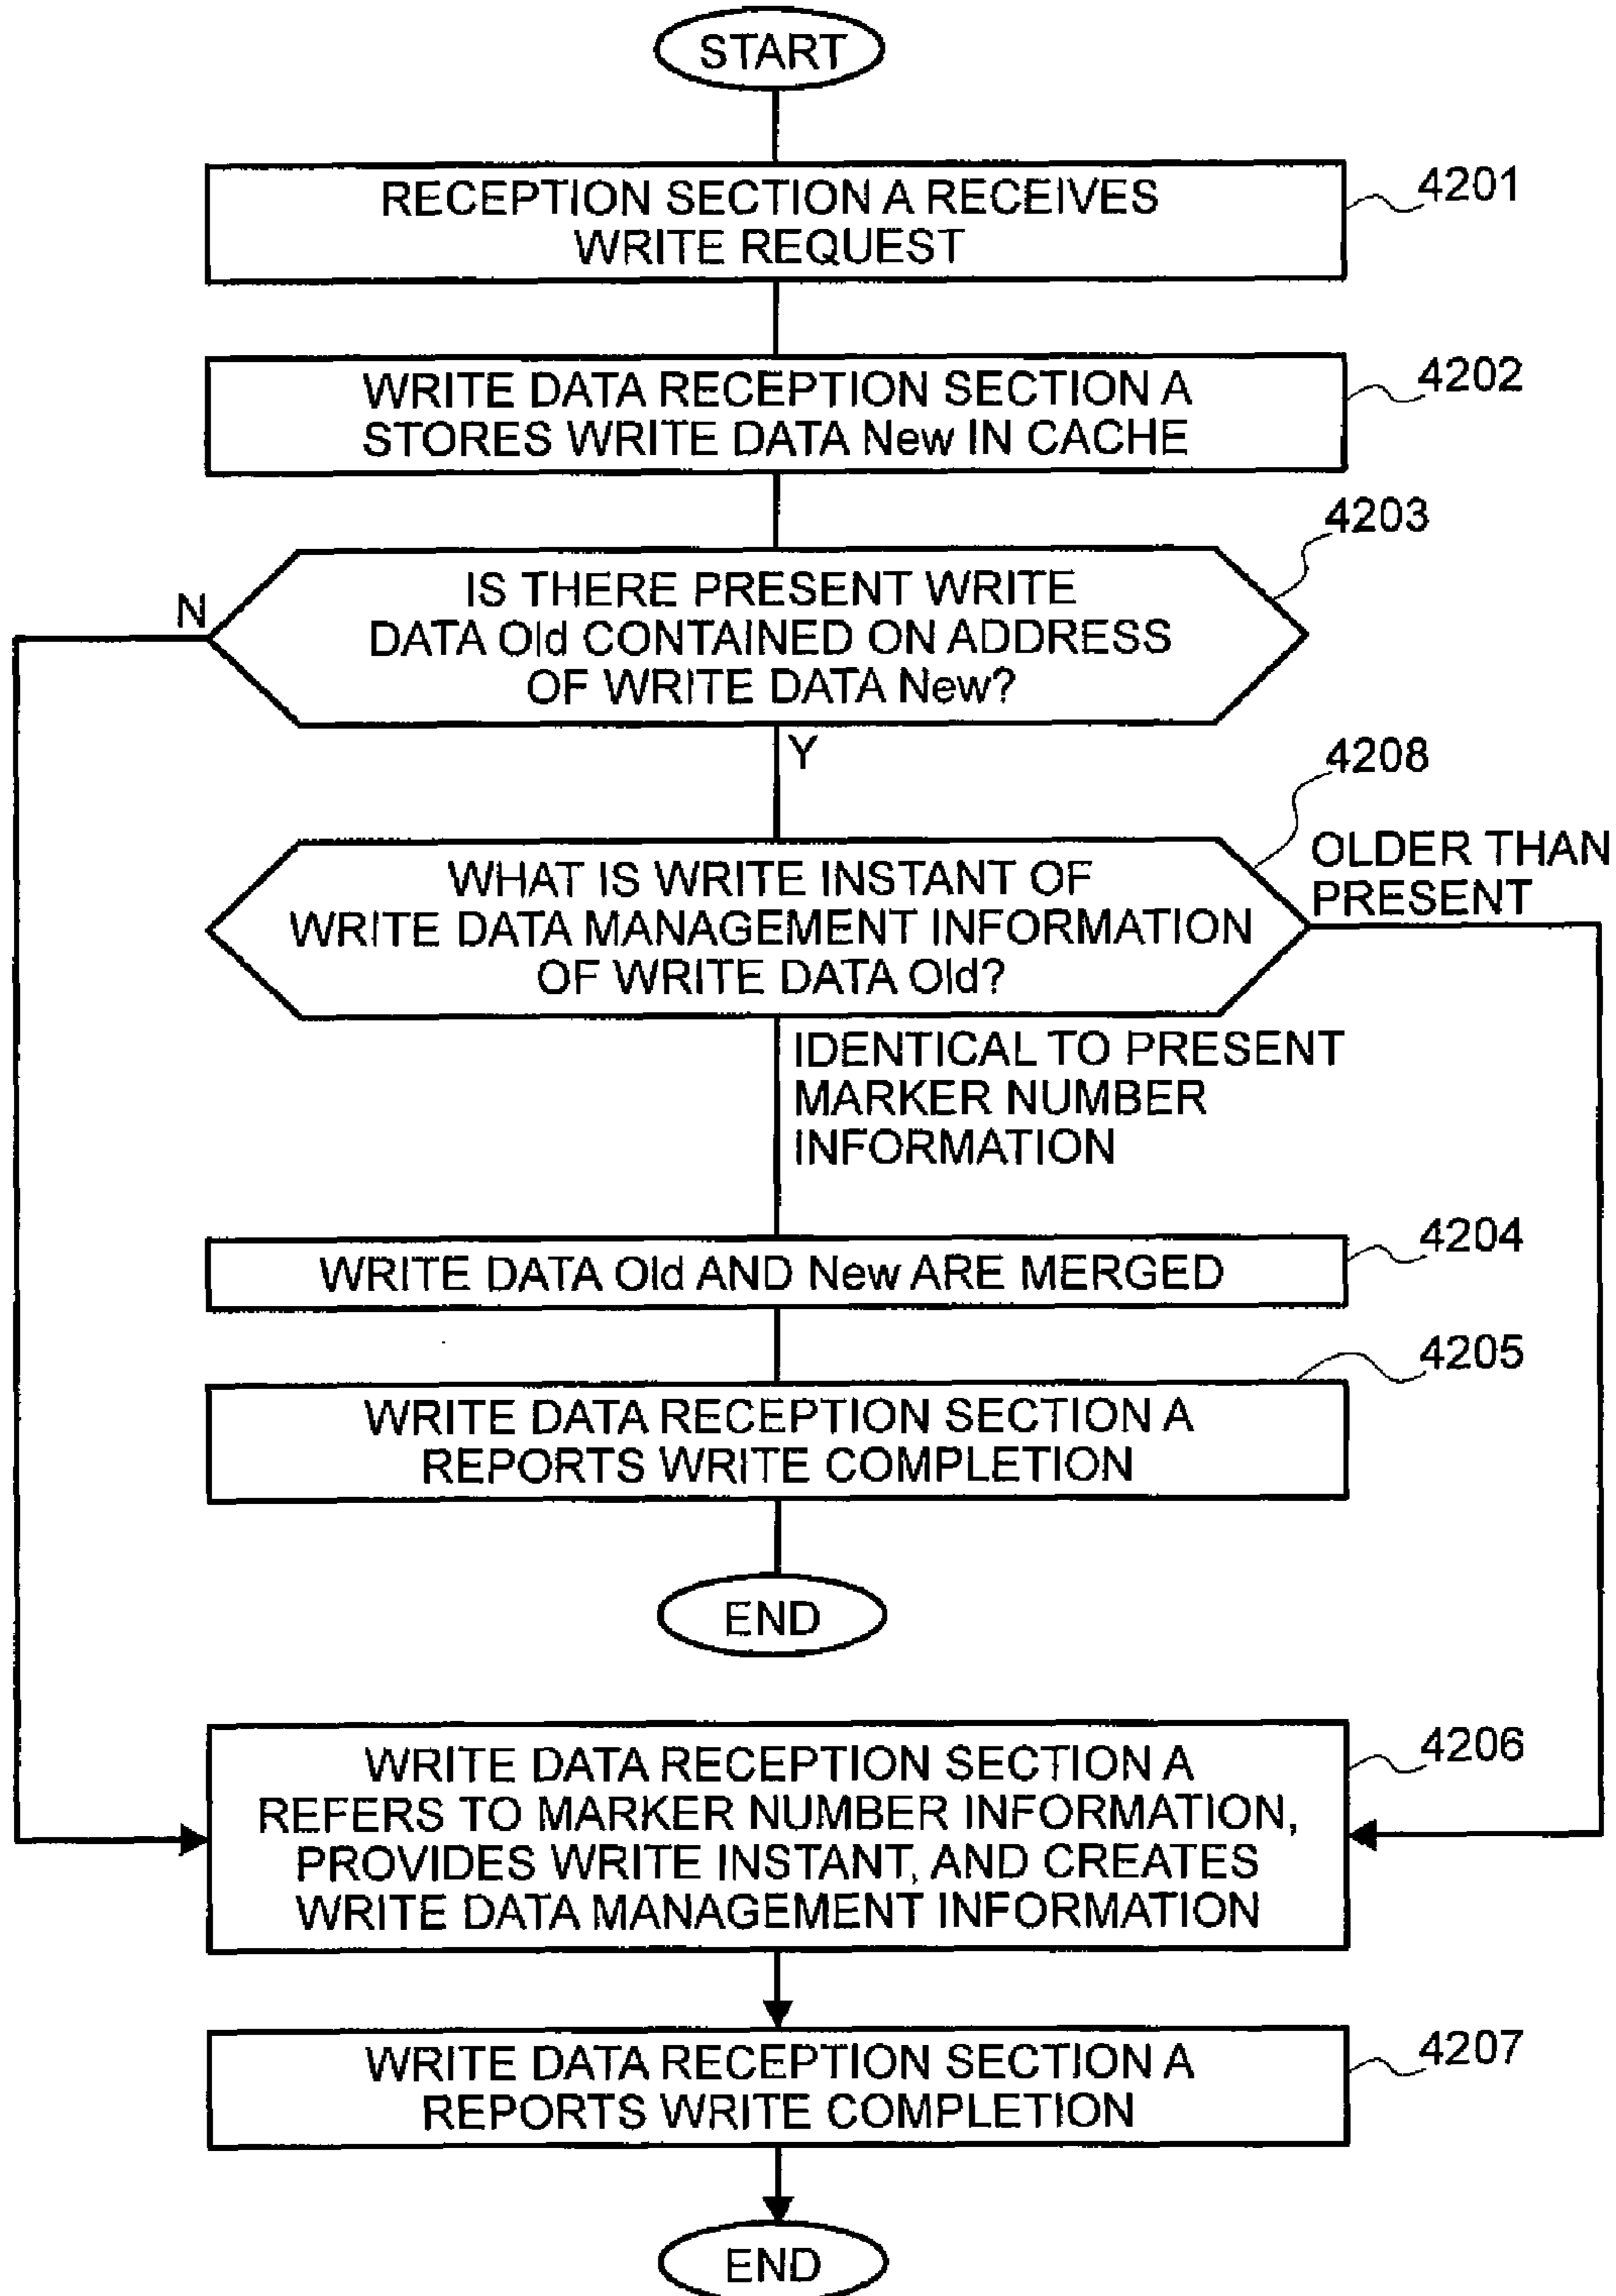 START
RECEPTION SECTION A RECEIVES
WRITE REQUEST
4201
WRITE DATA RECEPTION SECTION A
STORES WRITE DATA New IN CACHE
4202
4203
IS THERE PRESENT WRITE
DATA Old CONTAINED ON ADDRESS
OF WRITE DATA New?
N
Y
4208
WHAT IS WRITE INSTANT OF
WRITE DATA MANAGEMENT INFORMATION
OF WRITE DATA Old?
OLDER THAN
PRESENT
IDENTICAL TO PRESENT
MARKER NUMBER
INFORMATION
WRITE DATA Old AND New ARE MERGED
4204
4205
WRITE DATA RECEPTION SECTION A
REPORTS WRITE COMPLETION
END
WRITE DATA RECEPTION SECTION A
REFERS TO MARKER NUMBER INFORMATION,
PROVIDES WRITE INSTANT, AND CREATES
WRITE DATA MANAGEMENT INFORMATION
4206
WRITE DATA RECEPTION SECTION A
REPORTS WRITE COMPLETION
4207
END